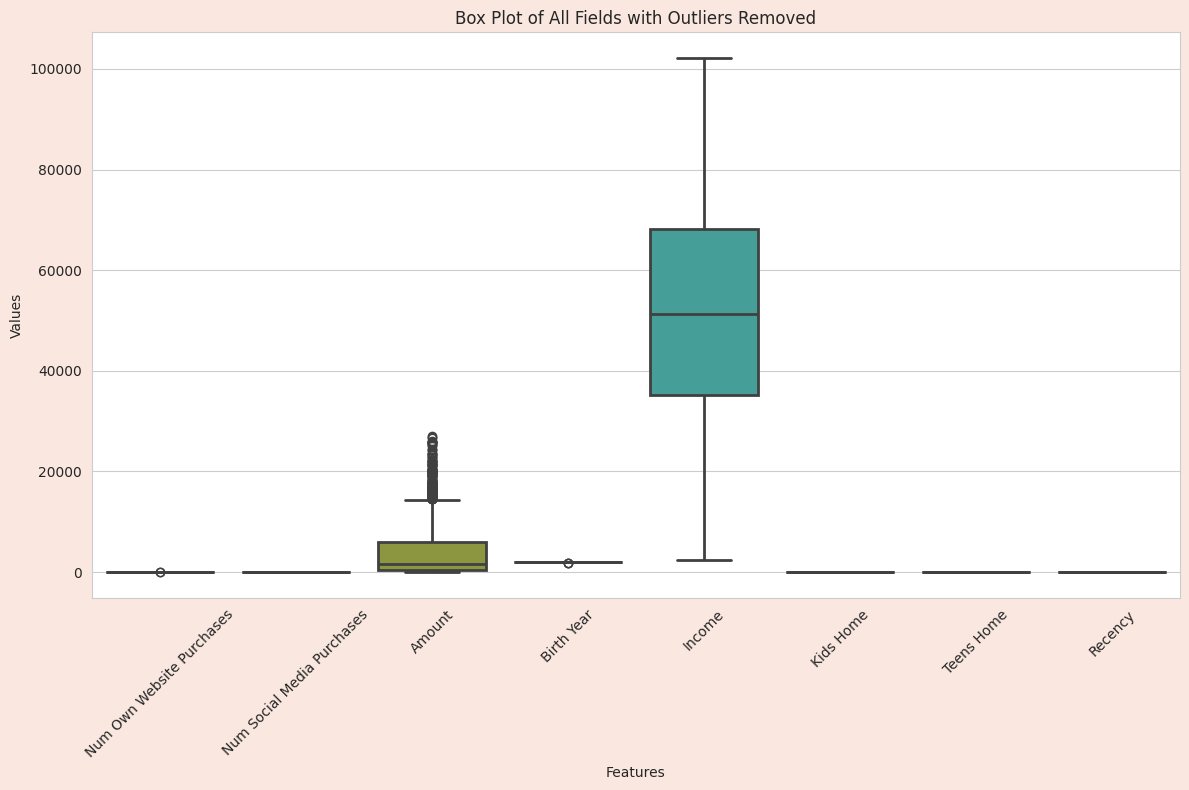 Box Plot of All Fields with Outliers Removed
100000
80000
60000
40000
20000
0
Values
Num Own Website Purchases
Num Social Media Purchases
Amount
Birth Year
Income
Kids Home
Teens Home
Recency
Features